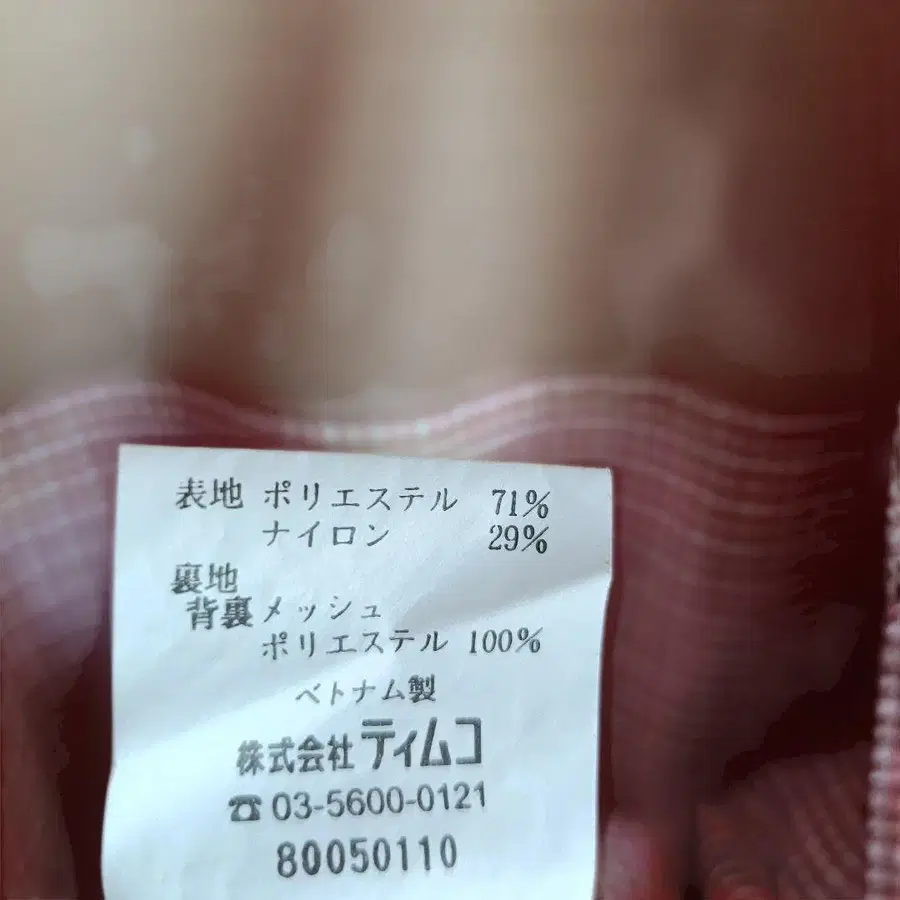 表地 ポリエステル 71%
ナイロン 29%
裏地
背裏メッシュ
ポリエステル 100%
ベトナム製
株式会社ティムコ
☎ 03-5600-0121
80050110